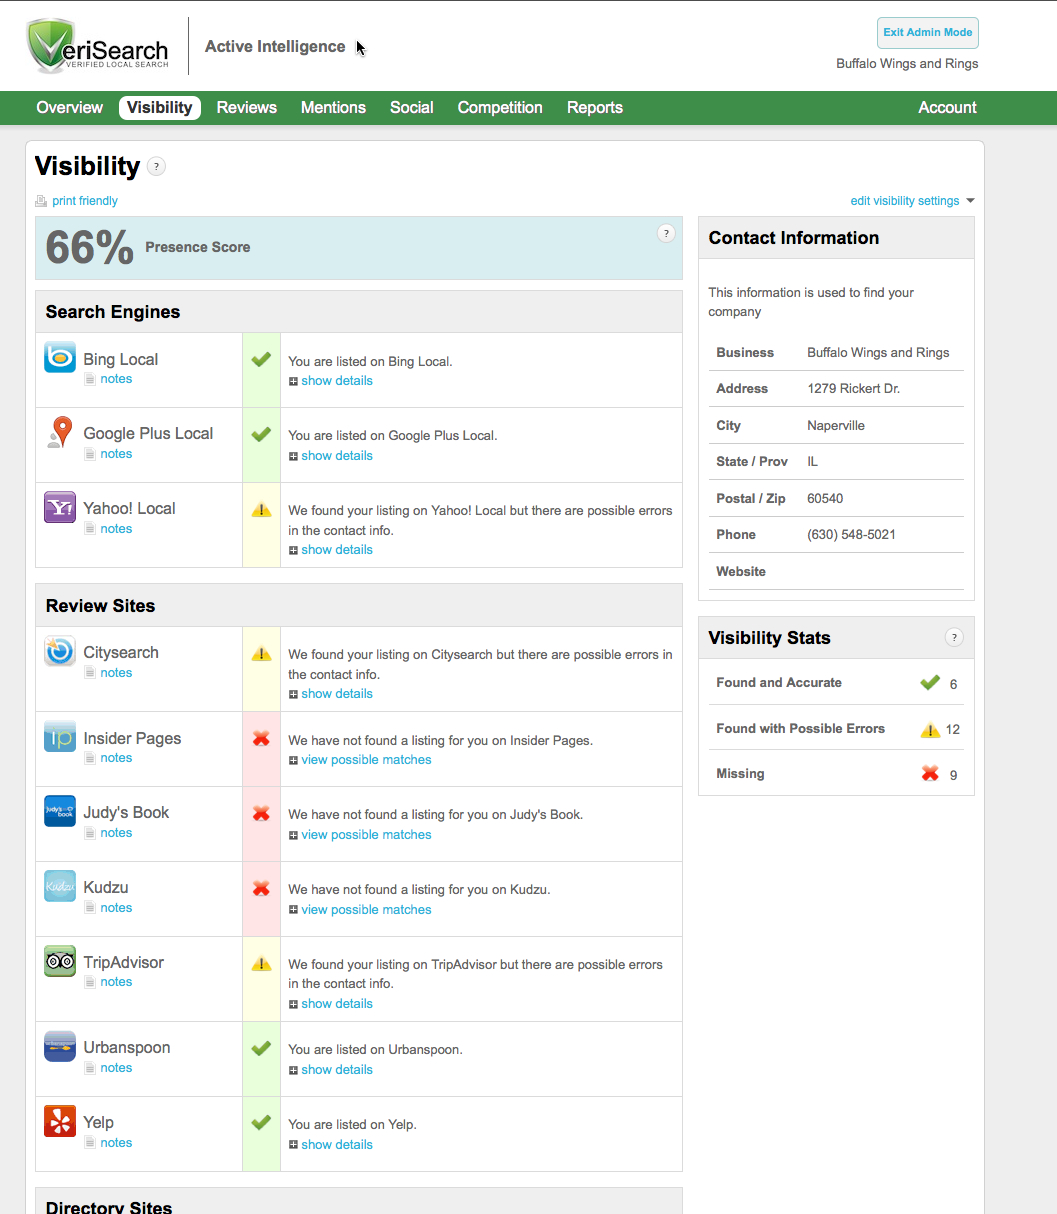 VeriSearch
VERIFIED LOCAL SEARCH
Active Intelligence
Exit Admin Mode
Buffalo Wings and Rings
Overview Visibility Reviews Mentions Social Competition Reports Account
Visibility ?
print friendly
edit visibility settings
66% Presence Score ?
Search Engines
Bing Local
notes
You are listed on Bing Local.
show details
Google Plus Local
notes
You are listed on Google Plus Local.
show details
Y!
Yahoo! Local
notes
We found your listing on Yahoo! Local but there are possible errors
in the contact info.
show details
Review Sites
Citysearch
notes
We found your listing on Citysearch but there are possible errors in
the contact info.
show details
ip
Insider Pages
notes
We have not found a listing for you on Insider Pages.
view possible matches
judy's
book
Judy's Book
notes
We have not found a listing for you on Judy's Book.
view possible matches
Kudzu
Kudzu
notes
We have not found a listing for you on Kudzu.
view possible matches
TripAdvisor
notes
We found your listing on TripAdvisor but there are possible errors
in the contact info.
show details
Urbanspoon
notes
You are listed on Urbanspoon.
show details
Yelp
notes
You are listed on Yelp.
show details
Directory Sites
Contact Information
This information is used to find your
company
Business Buffalo Wings and Rings
Address 1279 Rickert Dr.
City Naperville
State / Prov IL
Postal / Zip 60540
Phone (630) 548-5021
Website
Visibility Stats ?
Found and Accurate 6
Found with Possible Errors 12
Missing 9